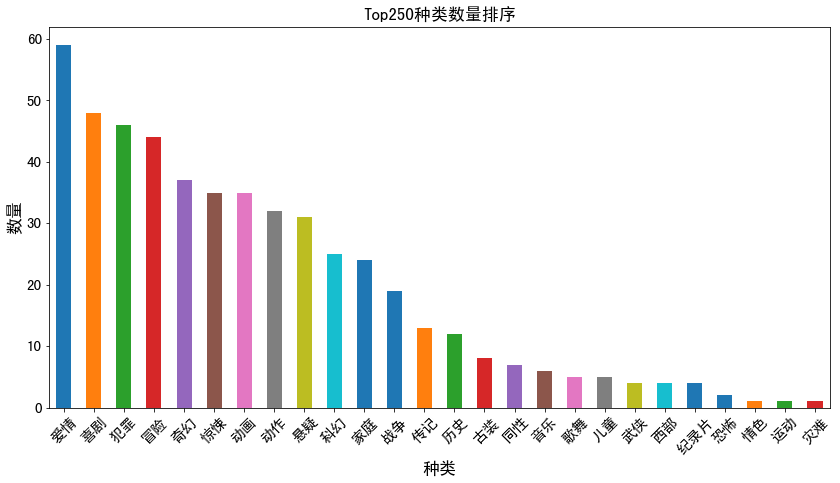 Top250种类数量排序
数量
60
50
40
30
20
10
0
爱情
喜剧
犯罪
冒险
奇幻
惊悚
动画
动作
悬疑
科幻
家庭
战争
传记
历史
古装
同性
音乐
歌舞
儿童
武侠
西部
纪录片
恐怖
情色
运动
灾难
种类